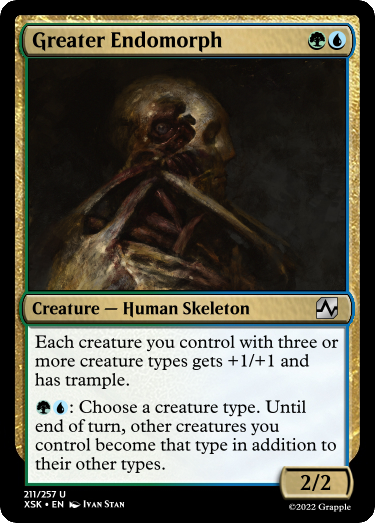 Greater Endomorph
Creature — Human Skeleton
Each creature you control with three or
more creature types gets +1/+1 and
has trample.
: Choose a creature type. Until
end of turn, other creatures you
control become that type in addition to
their other types.
2/2
211/257 U
XSK • EN Ivan Stan
©2022 Grapple